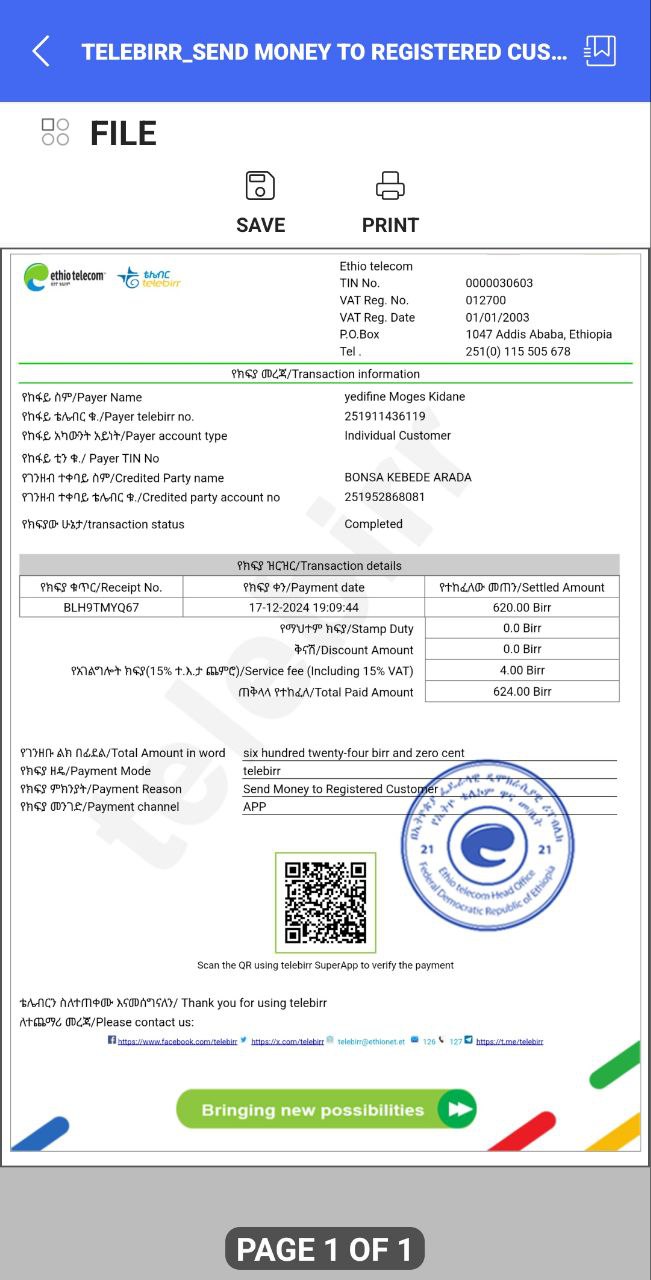 TELEBIRR_SEND MONEY TO REGISTERED CUS...
FILE
SAVE
PRINT
ethio telecom
ኢትዮ ቴሌኮም
ቴሌብር
telebirr
Ethio telecom
TIN No. 0000030603
VAT Reg. No. 012700
VAT Reg. Date 01/01/2003
P.O.Box 1047 Addis Ababa, Ethiopia
Tel . 251(0) 115 505 678
የክፍያ መረጃ/Transaction information
የከፋይ ስም/Payer Name yedifine Moges Kidane
የከፋይ ቴሌብር ቁ./Payer telebirr no. 251911436119
የከፋይ አካውንት አይነት/Payer account type Individual Customer
የከፋይ ቲን ቁ./ Payer TIN No
የገንዘብ ተቀባይ ስም/Credited Party name BONSA KEBEDE ARADA
የገንዘብ ተቀባይ ቴሌብር ቁ./Credited party account no 251952868081
የክፍያው ሁኔታ/transaction status Completed
የክፍያ ዝርዝር/Transaction details
የክፍያ ቁጥር/Receipt No. የክፍያ ቀን/Payment date የተከፈለው መጠን/Settled Amount
BLH9TMYQ67 17-12-2024 19:09:44 620.00 Birr
የማህተም ክፍያ/Stamp Duty 0.0 Birr
ቅናሽ/Discount Amount 0.0 Birr
የአገልግሎት ክፍያ(15% ተ.እ.ታ ጨምሮ)/Service fee (Including 15% VAT) 4.00 Birr
ጠቅላላ የተከፈለ/Total Paid Amount 624.00 Birr
የገንዘቡ ልክ በፊደል/Total Amount in word six hundred twenty-four birr and zero cent
የክፍያ ዘዴ/Payment Mode telebirr
የክፍያ ምክንያት/Payment Reason Send Money to Registered Customer
የክፍያ መንገድ/Payment channel APP
telebirr
21 21
Ethio telecom Head Office
Federal Democratic Republic of Ethiopia
Scan the QR using telebirr SuperApp to verify the payment
ቴሌብርን ስለተጠቀሙ እናመሰግናለን/ Thank you for using telebirr
ለተጨማሪ መረጃ/Please contact us:
https://www.facebook.com/telebirr https://x.com/telebirr telebirr@ethionet.et 126 127 https://t.me/telebirr
Bringing new possibilities
PAGE 1 OF 1